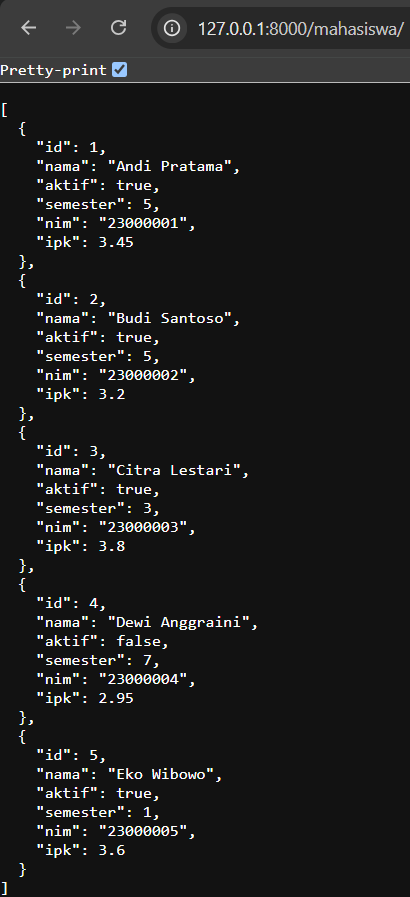 127.0.0.1:8000/mahasiswa/
Pretty-print
[
  {
    "id": 1,
    "nama": "Andi Pratama",
    "aktif": true,
    "semester": 5,
    "nim": "23000001",
    "ipk": 3.45
  },
  {
    "id": 2,
    "nama": "Budi Santoso",
    "aktif": true,
    "semester": 5,
    "nim": "23000002",
    "ipk": 3.2
  },
  {
    "id": 3,
    "nama": "Citra Lestari",
    "aktif": true,
    "semester": 3,
    "nim": "23000003",
    "ipk": 3.8
  },
  {
    "id": 4,
    "nama": "Dewi Anggraini",
    "aktif": false,
    "semester": 7,
    "nim": "23000004",
    "ipk": 2.95
  },
  {
    "id": 5,
    "nama": "Eko Wibowo",
    "aktif": true,
    "semester": 1,
    "nim": "23000005",
    "ipk": 3.6
  }
]